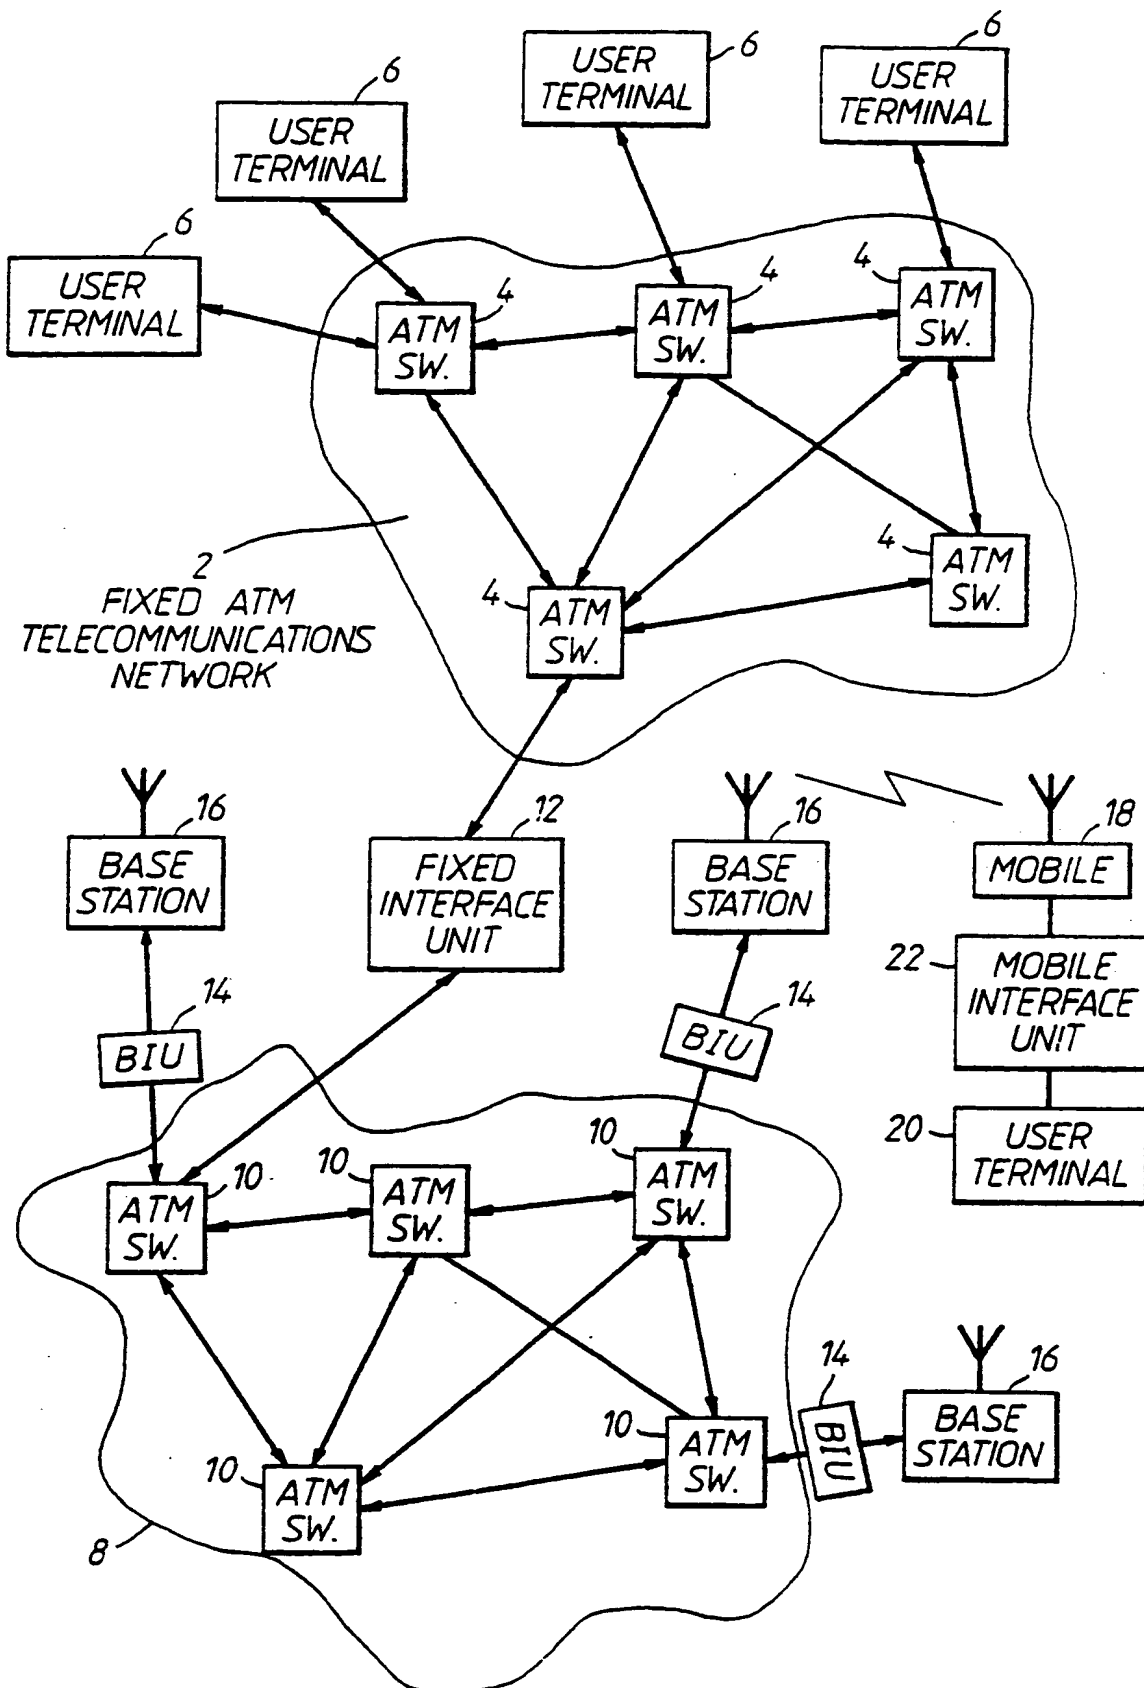 6
USER
TERMINAL
6
USER
TERMINAL
6
USER
TERMINAL
6
USER
TERMINAL
4
ATM
SW.
4
ATM
SW.
4
ATM
SW.
4
ATM
SW.
4
ATM
SW.
2
FIXED ATM
TELECOMMUNICATIONS
NETWORK
16
BASE
STATION
12
FIXED
INTERFACE
UNIT
16
BASE
STATION
18
MOBILE
22
MOBILE
INTERFACE
UNIT
20
USER
TERMINAL
14
BIU
14
BIU
10
ATM
SW.
10
ATM
SW.
10
ATM
SW.
10
ATM
SW.
10
ATM
SW.
14
BIU
16
BASE
STATION
8